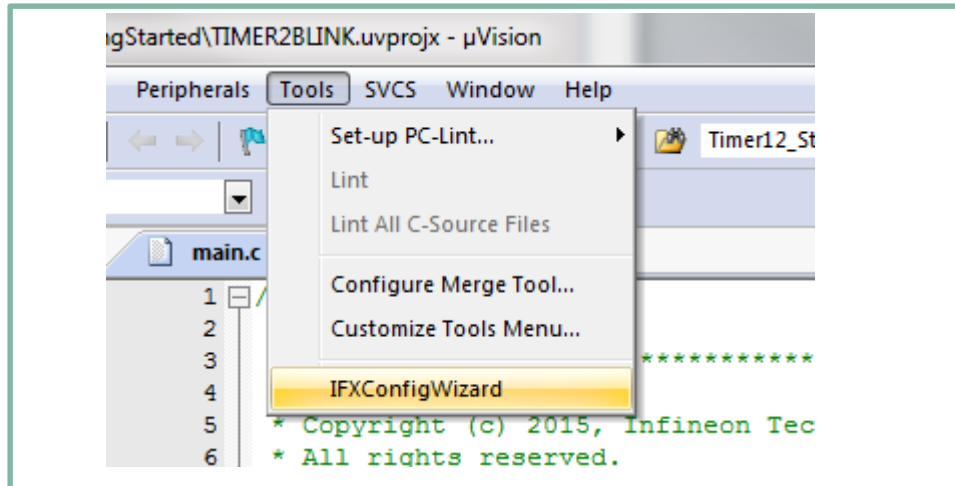 ngStarted\TIMER2BLINK.uvprojx - µVision
Peripherals Tools SVCS Window Help
Set-up PC-Lint...
Timer12_St
Lint
Lint All C-Source Files
main.c
Configure Merge Tool...
Customize Tools Menu...
IFXConfigWizard
1 /
2
3 ***********
4
5 * Copyright (c) 2015, Infineon Tec
6 * All rights reserved.